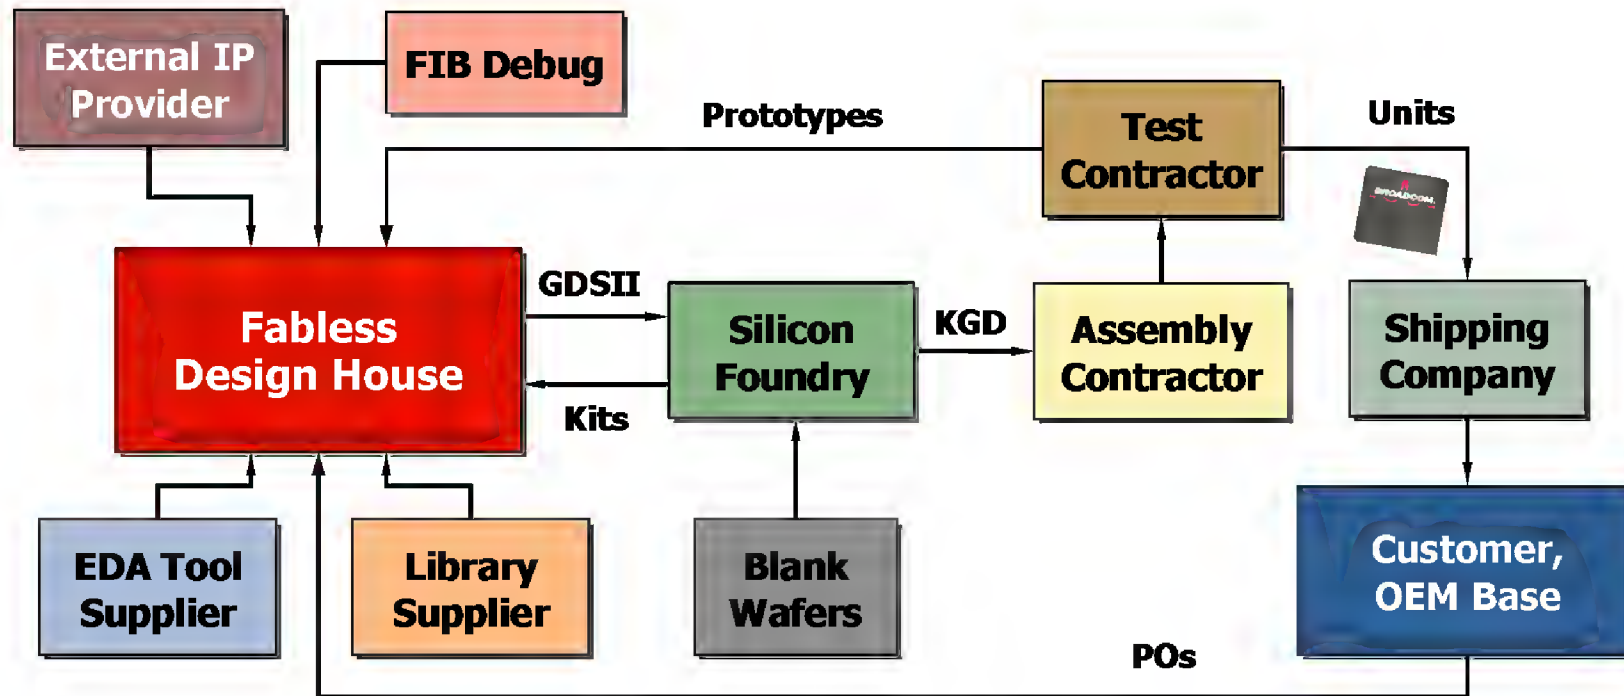 External IP
Provider
FIB Debug
Prototypes
Test
Contractor
Units
BROADCOM.
Fabless
Design House
GDSII
Kits
Silicon
Foundry
KGD
Assembly
Contractor
Shipping
Company
EDA Tool
Supplier
Library
Supplier
Blank
Wafers
Customer,
OEM Base
POs